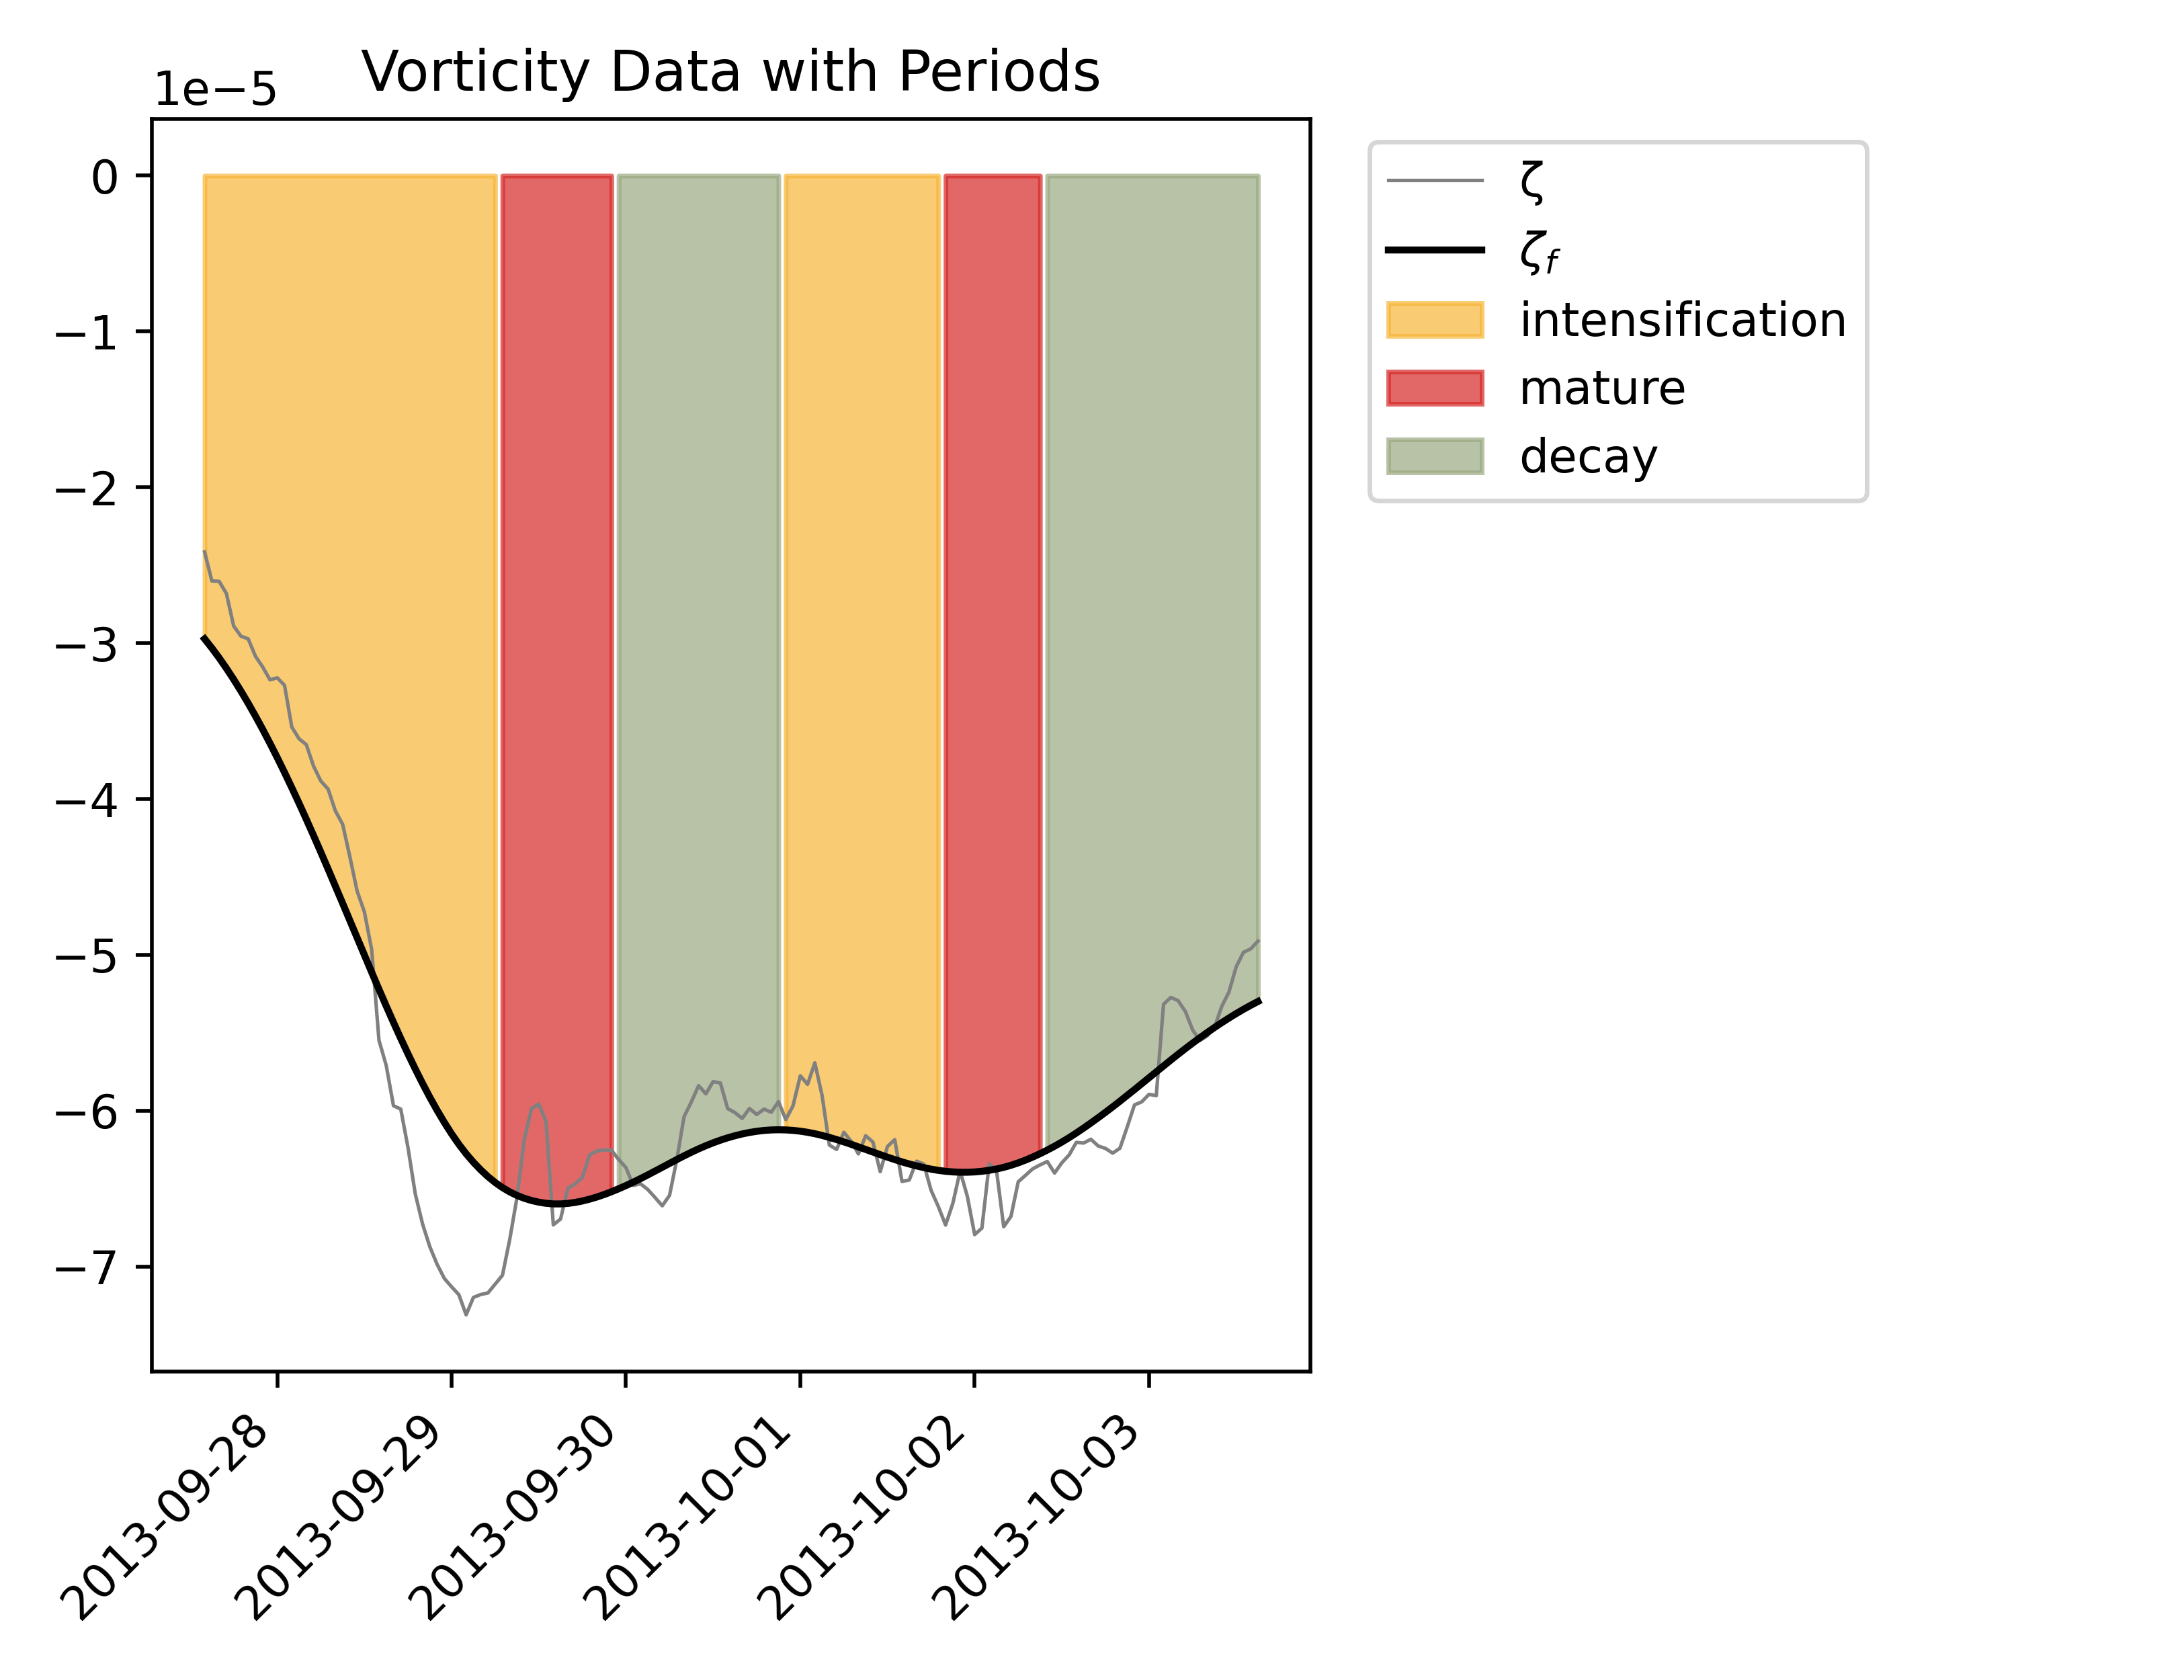 Vorticity Data with Periods
1e−5
0
−1
−2
−3
−4
−5
−6
−7
2013-09-28
2013-09-29
2013-09-30
2013-10-01
2013-10-02
2013-10-03
ζ
ζf
intensification
mature
decay